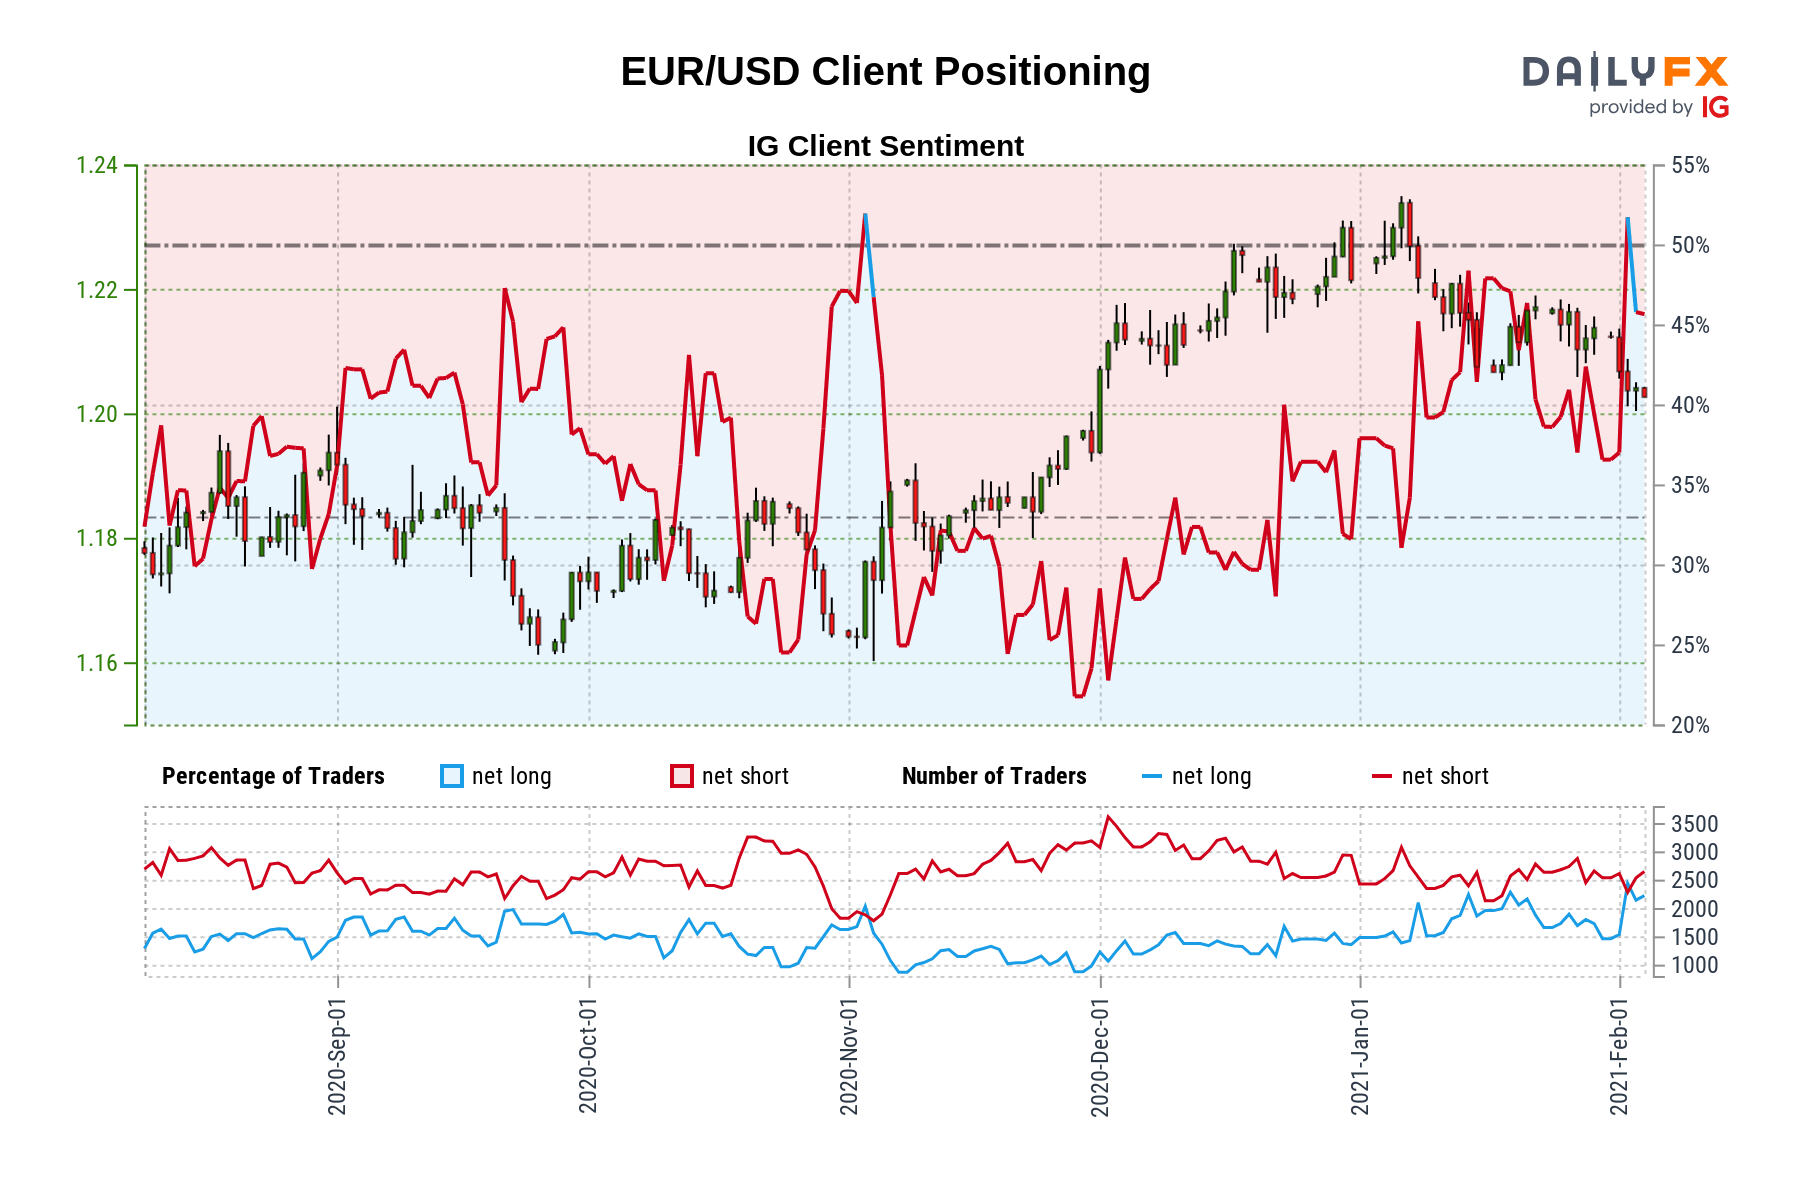 EUR/USD Client Positioning
DAILYFX
provided by IG
IG Client Sentiment
1.24
1.22
1.20
1.18
1.16
55%
50%
45%
40%
35%
30%
25%
20%
Percentage of Traders net long net short Number of Traders net long net short
3500
3000
2500
2000
1500
1000
2020-Sep-01
2020-Oct-01
2020-Nov-01
2020-Dec-01
2021-Jan-01
2021-Feb-01